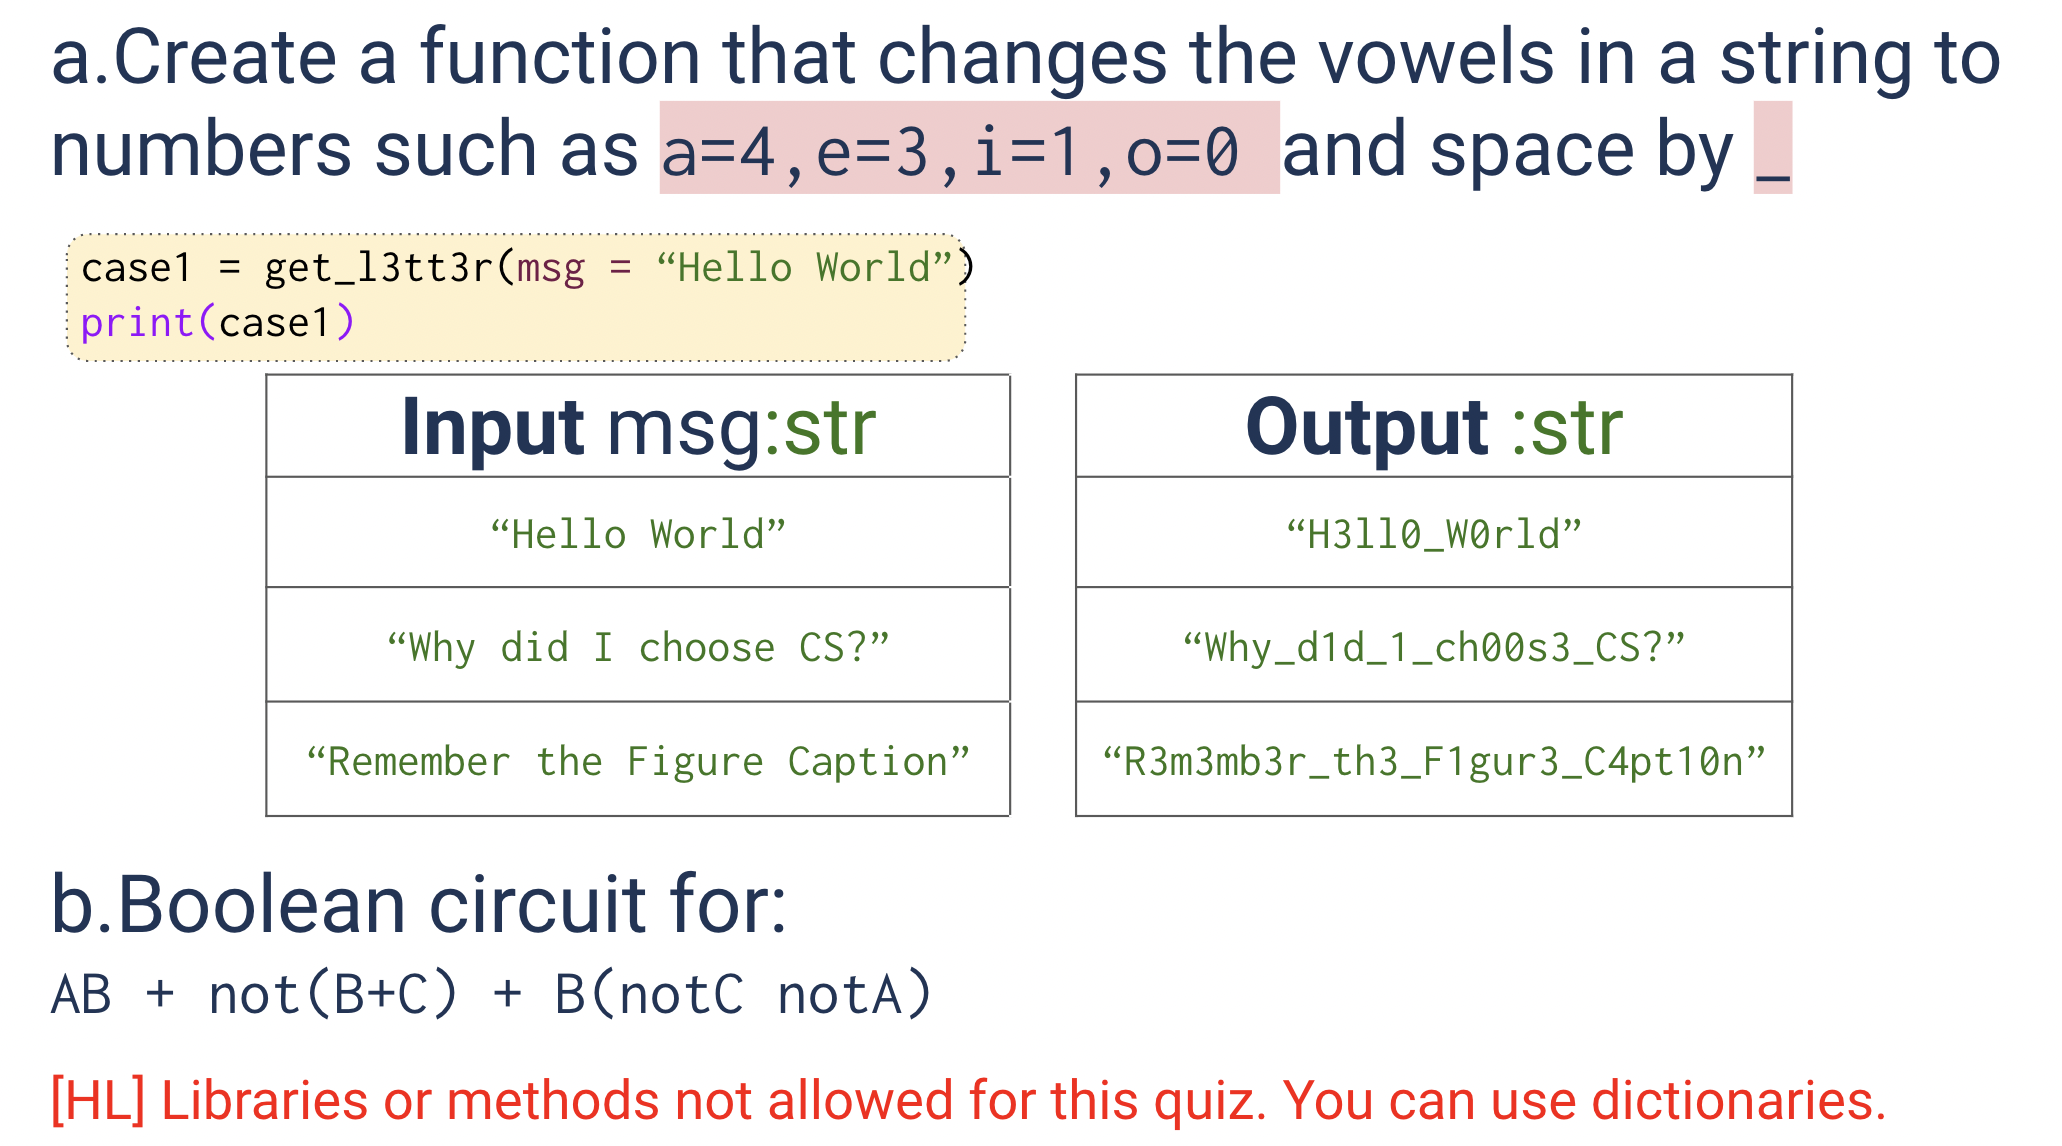 a.Create a function that changes the vowels in a string to
numbers such as a=4,e=3,i=1,o=0 and space by _
case1 = get_l3tt3r(msg = “Hello World”)
print(case1)
Input msg:str
Output :str
“Hello World”
“H3ll0_W0rld”
“Why did I choose CS?”
“Why_d1d_1_ch00s3_CS?”
“Remember the Figure Caption”
“R3m3mb3r_th3_F1gur3_C4pt10n”
b.Boolean circuit for:
AB + not(B+C) + B(notC notA)
[HL] Libraries or methods not allowed for this quiz. You can use dictionaries.